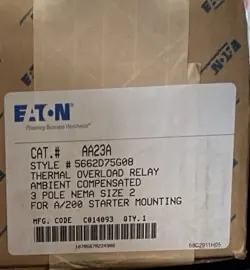 EATON
Powering Business Worldwide
CAT.# AA23A
STYLE # 5662D75G08
THERMAL OVERLOAD RELAY
AMBIENT COMPENSATED
3 POLE NEMA SIZE 2
FOR A/200 STARTER MOUNTING
MFG. CODE C014093 QTY.1